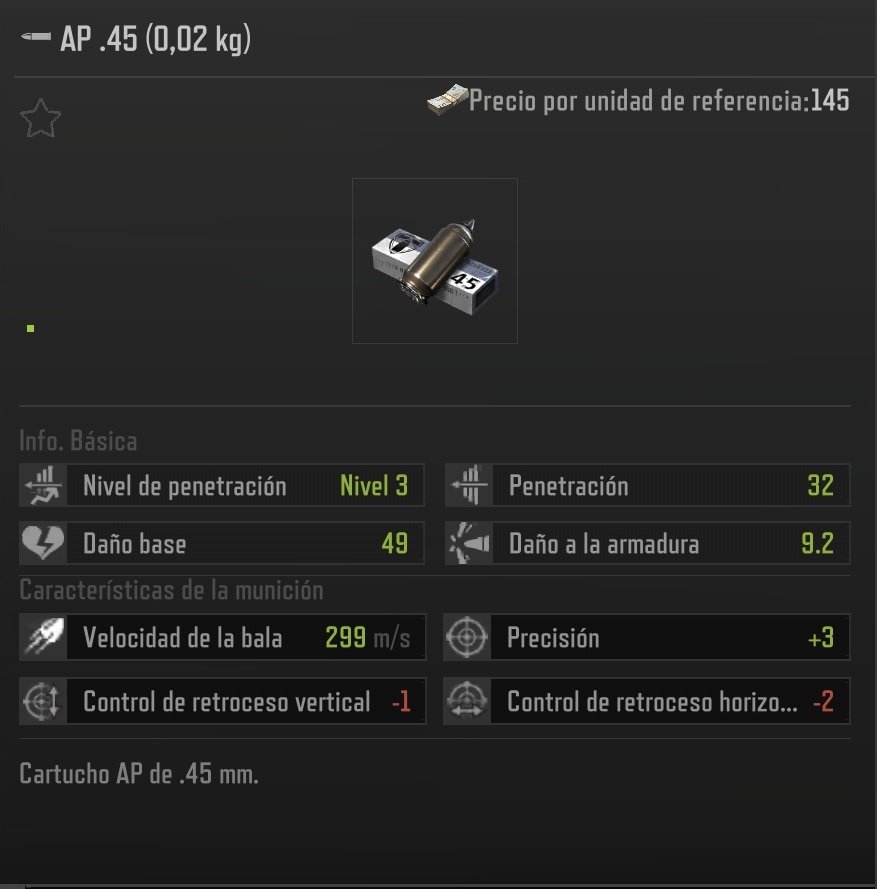 AP .45 (0,02 kg)
Precio por unidad de referencia:145
45
Info. Básica
Nivel de penetración Nivel 3
Penetración 32
Daño base 49
Daño a la armadura 9.2
Características de la munición
Velocidad de la bala 299 m/s
Precisión +3
Control de retroceso vertical -1
Control de retroceso horizo... -2
Cartucho AP de .45 mm.